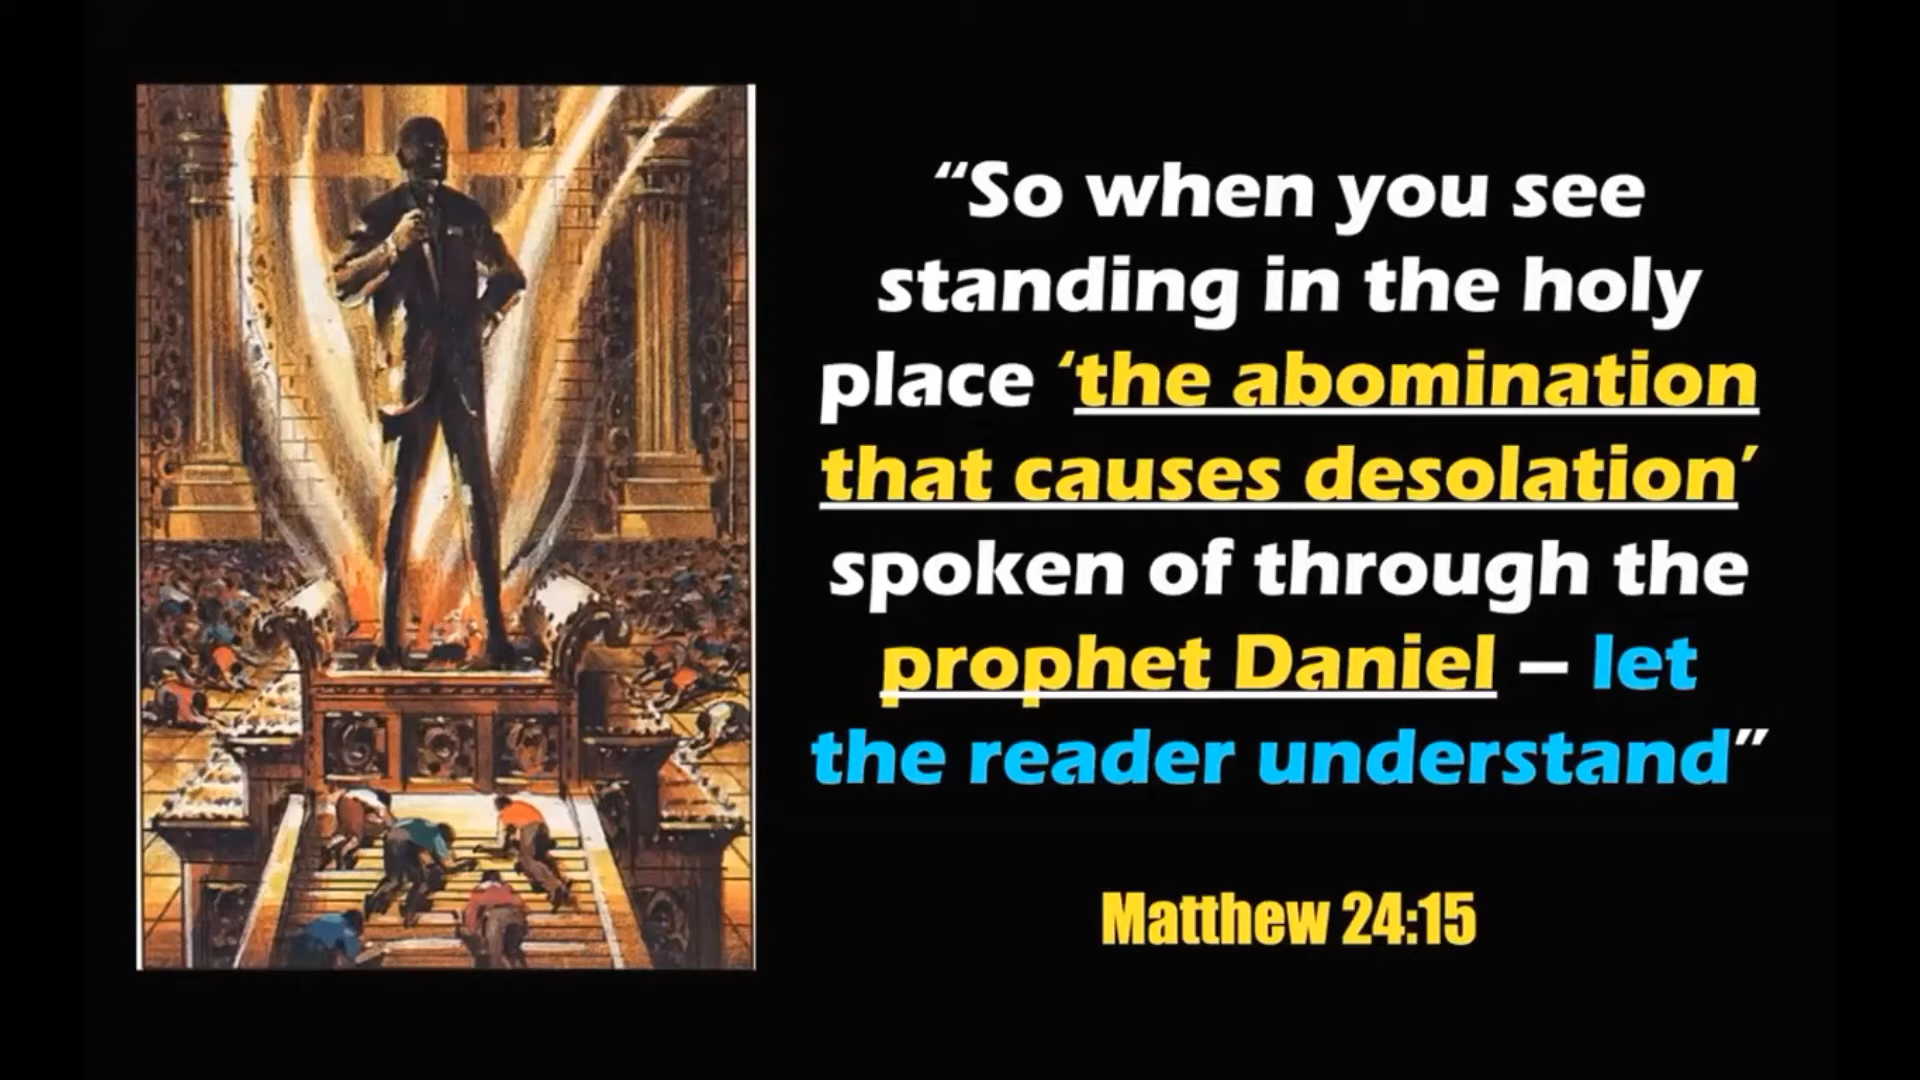 “So when you see
standing in the holy
place ‘the abomination
that causes desolation’
spoken of through the
prophet Daniel – let
the reader understand”
Matthew 24:15